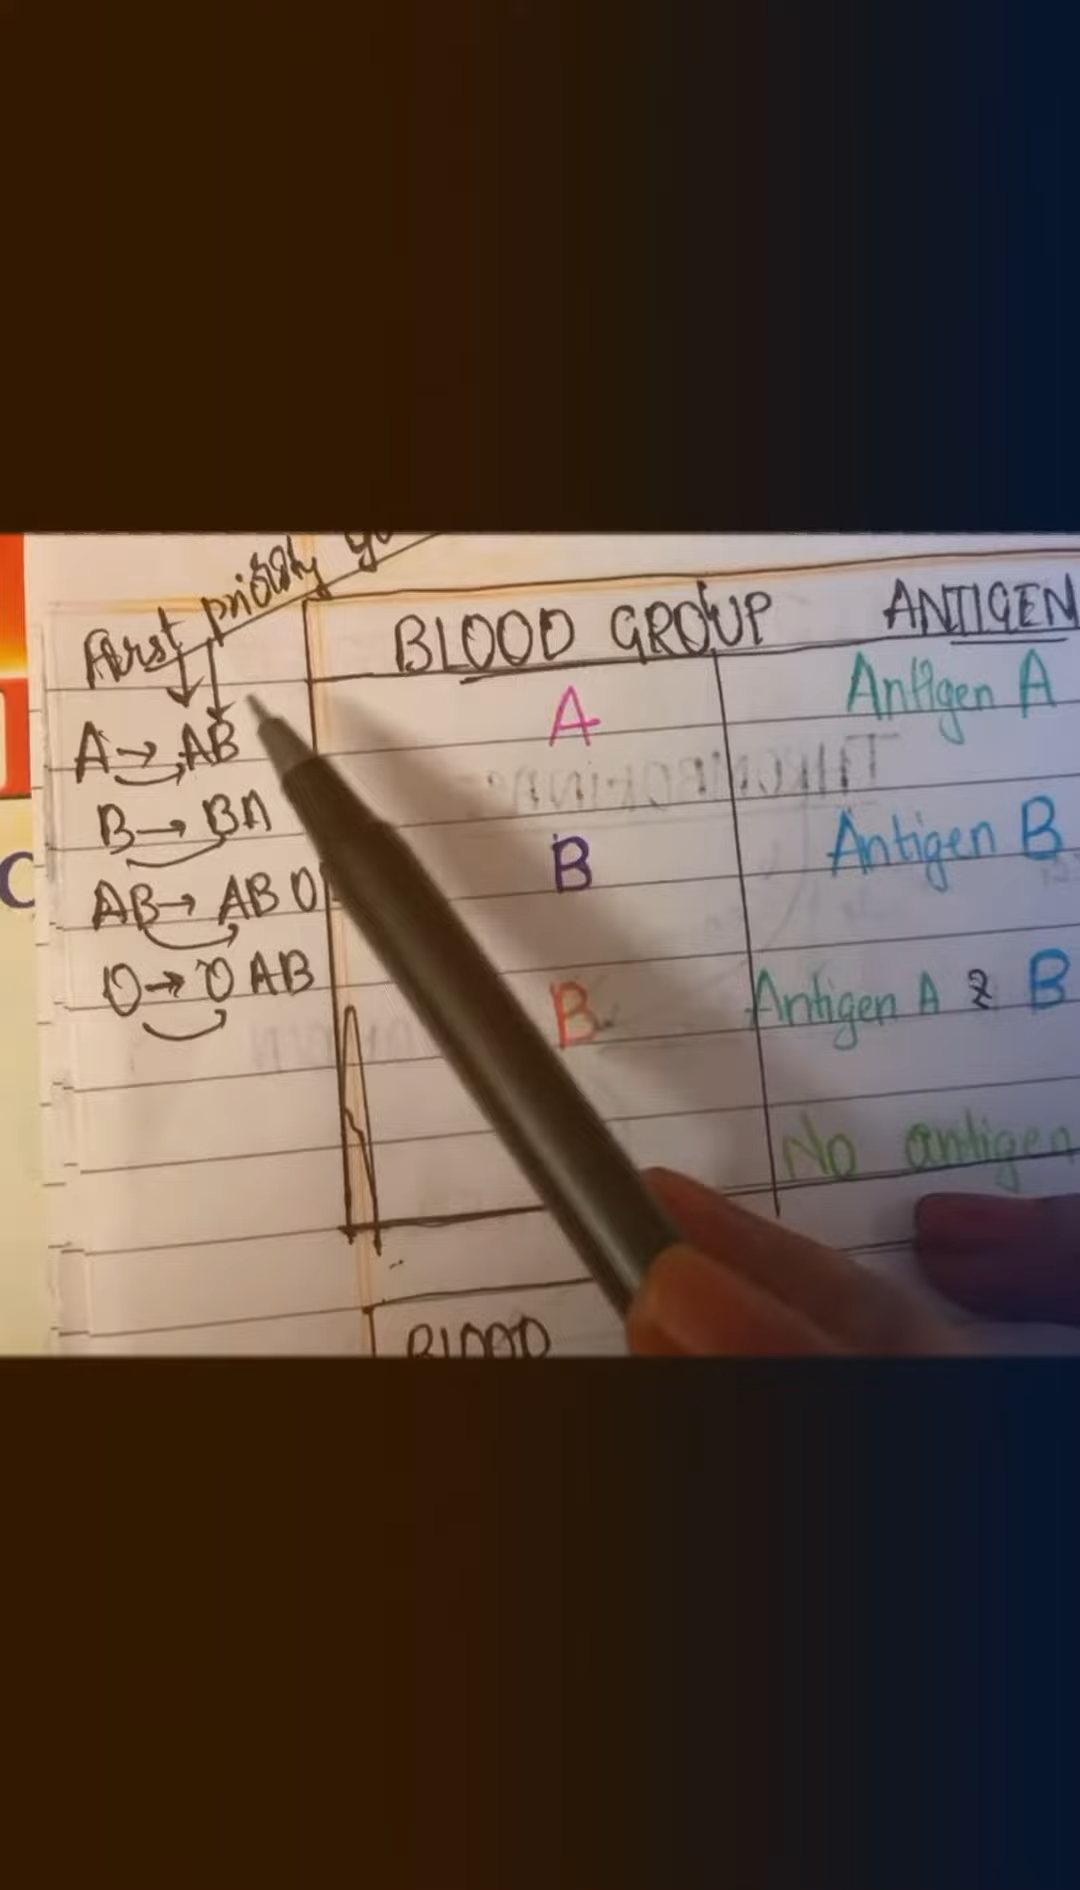 First priority
BLOOD GROUP ANTIGEN
A → AB A Antigen A
B → BA B Antigen B
AB → AB O B Antigen A & B
O → O AB
No antigen
BLOOD